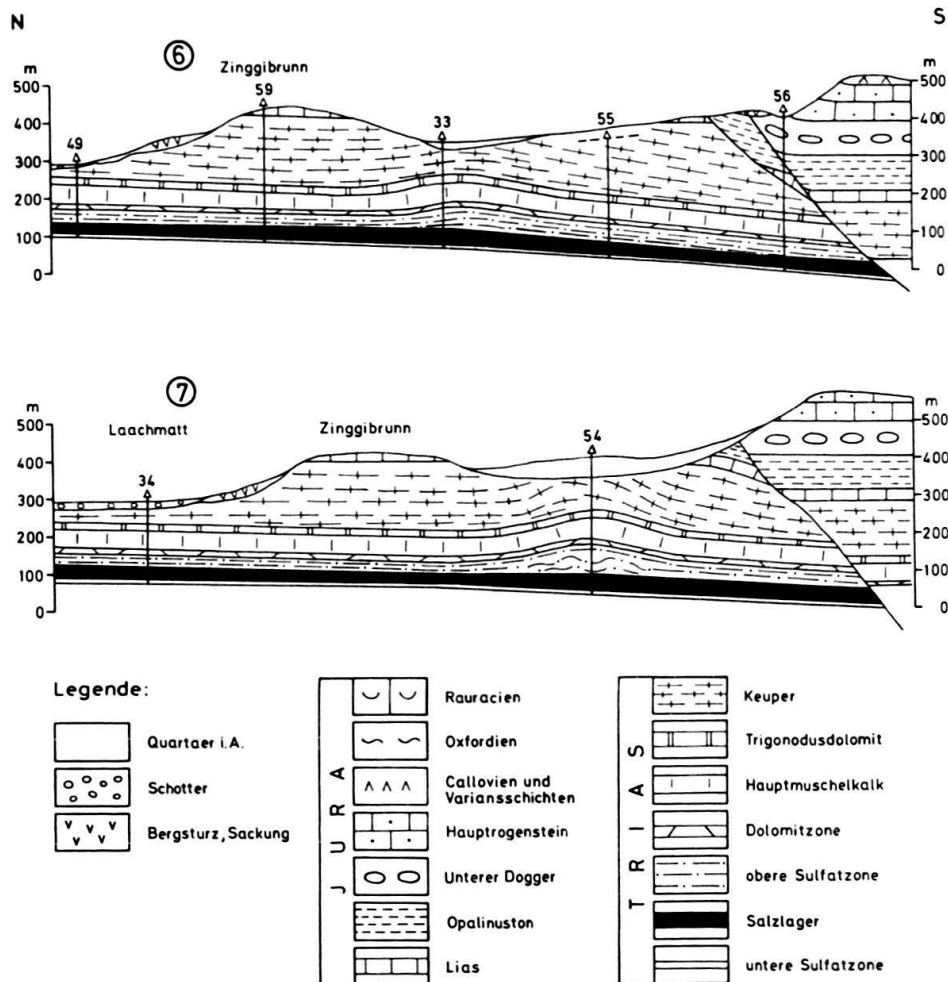 N S
6 Zinggibrunn
m m
59
500 500
56
400 400
33 55
49
300 300
200 200
100 100
0 0
7
m m
Laachmatt Zinggibrunn
500 500
54
400 400
34
300 300
200 200
100 100
0 0
Legende:
Quartaer i.A.
Schotter
Bergsturz, Sackung
JURA
Rauracien
Oxfordien
Callovien und
Variansschichten
Hauptrogenstein
Unterer Dogger
Opalinuston
Lias
TRIAS
Keuper
Trigonodusdolomit
Hauptmuschelkalk
Dolomitzone
obere Sulfatzone
Salzlager
untere Sulfatzone